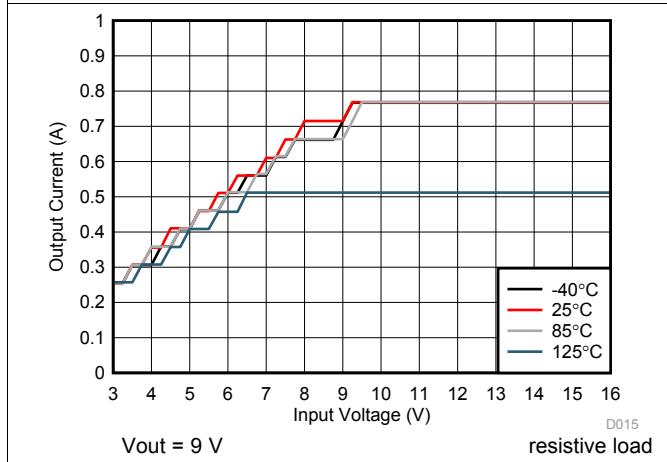 1
0.9
0.8
0.7
0.6
0.5
0.4
0.3
0.2
0.1
0
Output Current (A)
-40°C
25°C
85°C
125°C
3 4 5 6 7 8 9 10 11 12 13 14 15 16
Input Voltage (V)
D015
Vout = 9 V resistive load